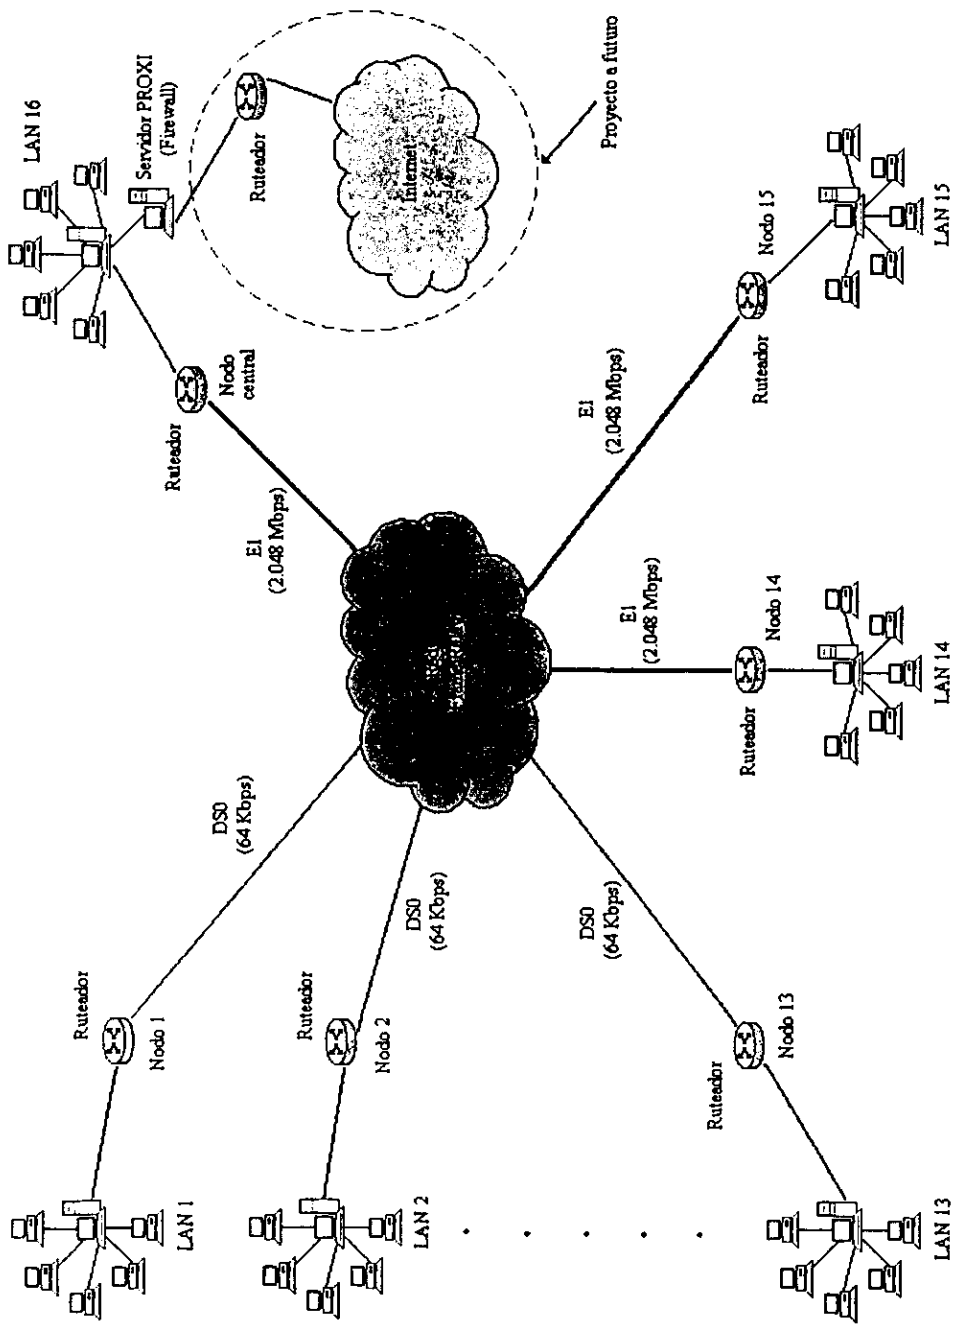 LAN 1
Ruteador
Nodo 1
DS0
(64 Kbps)
LAN 2
Ruteador
Nodo 2
DS0
(64 Kbps)
LAN 13
Ruteador
Nodo 13
DS0
(64 Kbps)
LAN 14
Ruteador
Nodo 14
E1
(2.048 Mbps)
LAN 15
Ruteador
Nodo 15
E1
(2.048 Mbps)
LAN 16
Ruteador
Nodo
central
E1
(2.048 Mbps)
Servidor PROXI
(Firewall)
Ruteador
Internet
Proyecto a futuro